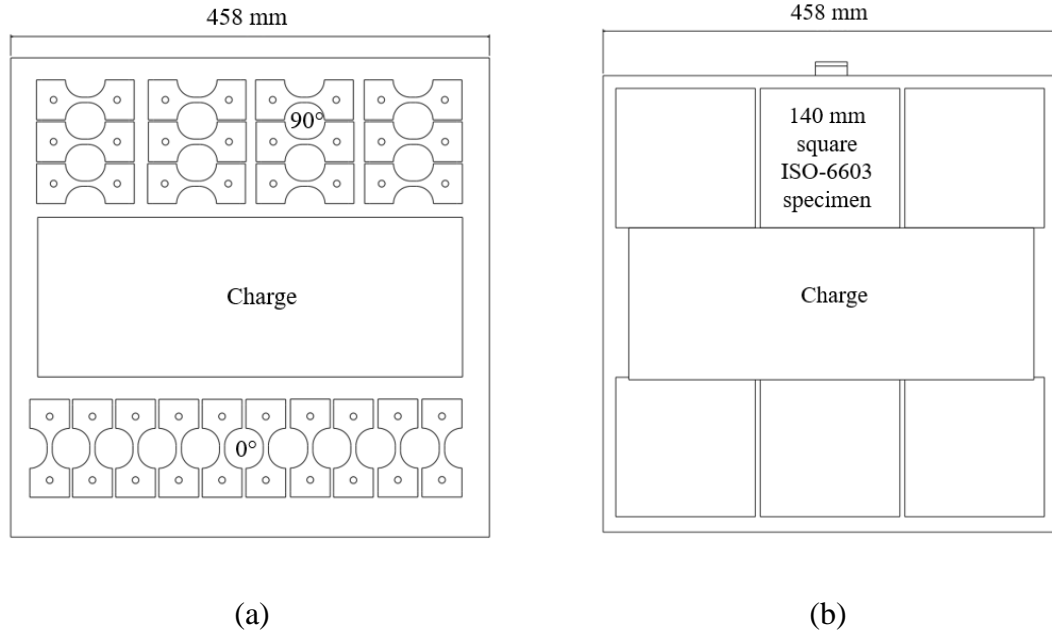 458 mm
90°
Charge
0°
(a)
458 mm
140 mm
square
ISO-6603
specimen
Charge
(b)